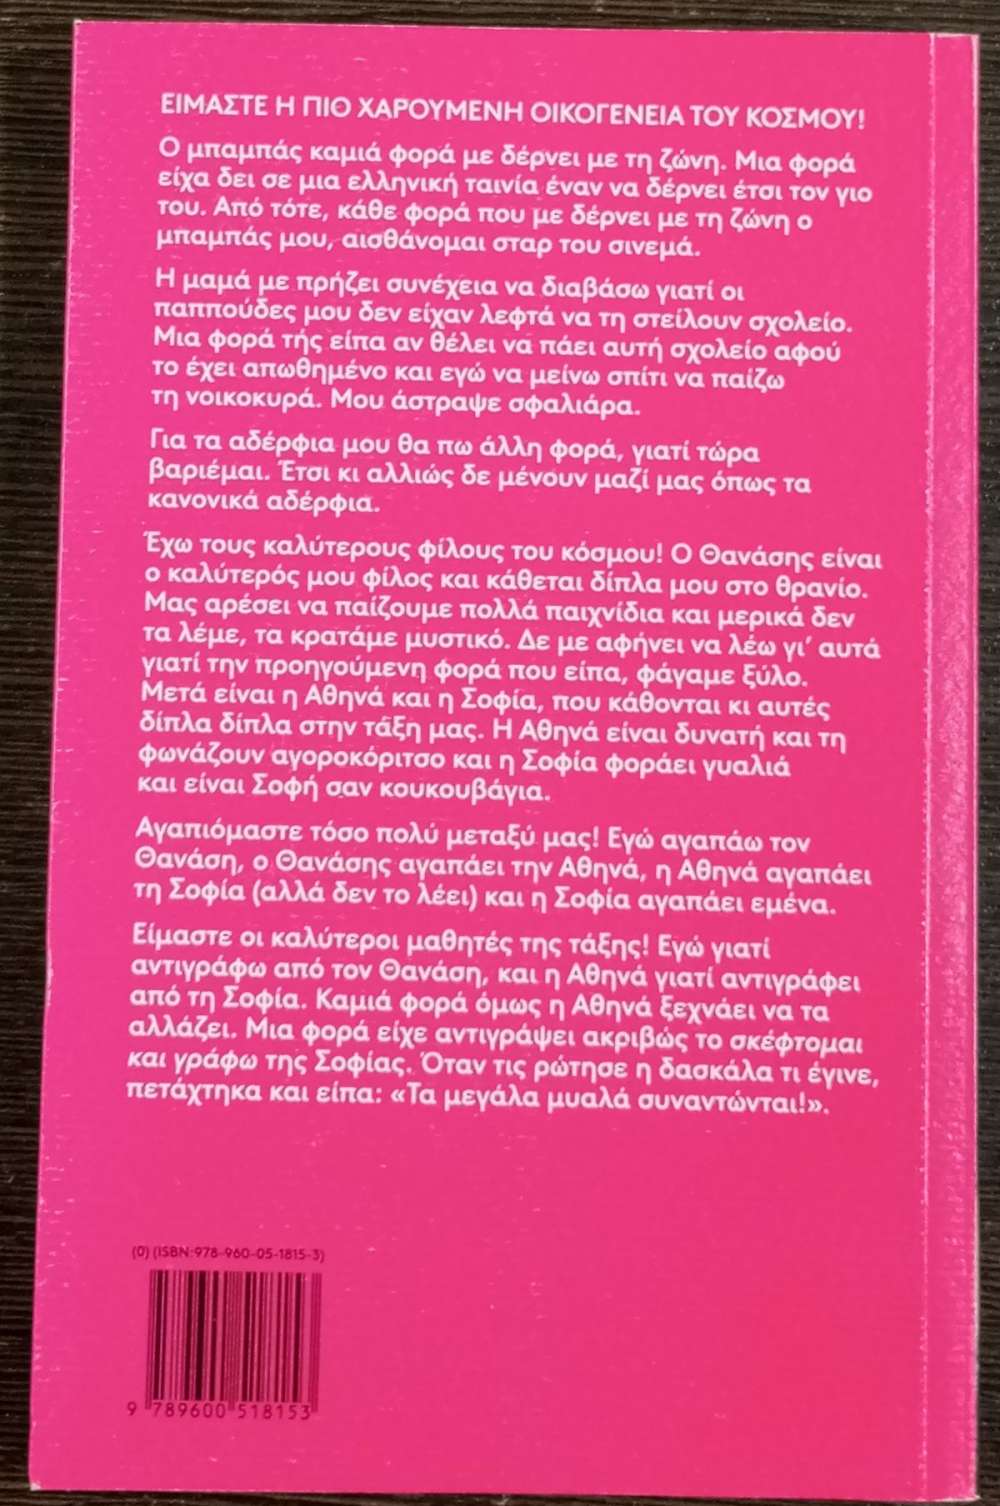 ΕΙΜΑΣΤΕ Η ΠΙΟ ΧΑΡΟΥΜΕΝΗ ΟΙΚΟΓΕΝΕΙΑ ΤΟΥ ΚΟΣΜΟΥ!
Ο μπαμπάς καμιά φορά με δέρνει με τη ζώνη. Μια φορά
είχα δει σε μια ελληνική ταινία έναν να δέρνει έτσι τον γιο
του. Από τότε, κάθε φορά που με δέρνει με τη ζώνη ο
μπαμπάς μου, αισθάνομαι σταρ του σινεμά.
Η μαμά με πρήζει συνέχεια να διαβάσω γιατί οι
παππούδες μου δεν είχαν λεφτά να τη στείλουν σχολείο.
Μια φορά τής είπα αν θέλει να πάει αυτή σχολείο αφού
το έχει απωθημένο και εγώ να μείνω σπίτι να παίζω
τη νοικοκυρά. Μου άστραψε σφαλιάρα.
Για τα αδέρφια μου θα πω άλλη φορά, γιατί τώρα
βαριέμαι. Έτσι κι αλλιώς δε μένουν μαζί μας όπως τα
κανονικά αδέρφια.
Έχω τους καλύτερους φίλους του κόσμου! Ο Θανάσης είναι
ο καλύτερός μου φίλος και κάθεται δίπλα μου στο θρανίο.
Μας αρέσει να παίζουμε πολλά παιχνίδια και μερικά δεν
τα λέμε, τα κρατάμε μυστικό. Δε με αφήνει να λέω γι’ αυτά
γιατί την προηγούμενη φορά που είπα, φάγαμε ξύλο.
Μετά είναι η Αθηνά και η Σοφία, που κάθονται κι αυτές
δίπλα δίπλα στην τάξη μας. Η Αθηνά είναι δυνατή και τη
φωνάζουν αγοροκόριτσο και η Σοφία φοράει γυαλιά
και είναι Σοφή σαν κουκουβάγια.
Αγαπιόμαστε τόσο πολύ μεταξύ μας! Εγώ αγαπάω τον
Θανάση, ο Θανάσης αγαπάει την Αθηνά, η Αθηνά αγαπάει
τη Σοφία (αλλά δεν το λέει) και η Σοφία αγαπάει εμένα.
Είμαστε οι καλύτεροι μαθητές της τάξης! Εγώ γιατί
αντιγράφω από τον Θανάση, και η Αθηνά γιατί αντιγράφει
από τη Σοφία. Καμιά φορά όμως η Αθηνά ξεχνάει να τα
αλλάζει. Μια φορά είχε αντιγράψει ακριβώς το σκέφτομαι
και γράφω της Σοφίας. Όταν τις ρώτησε η δασκάλα τι έγινε,
πετάχτηκα και είπα: «Τα μεγάλα μυαλά συναντώνται!».
(0) (ISBN:978-960-05-1815-3)
9 789600 518153